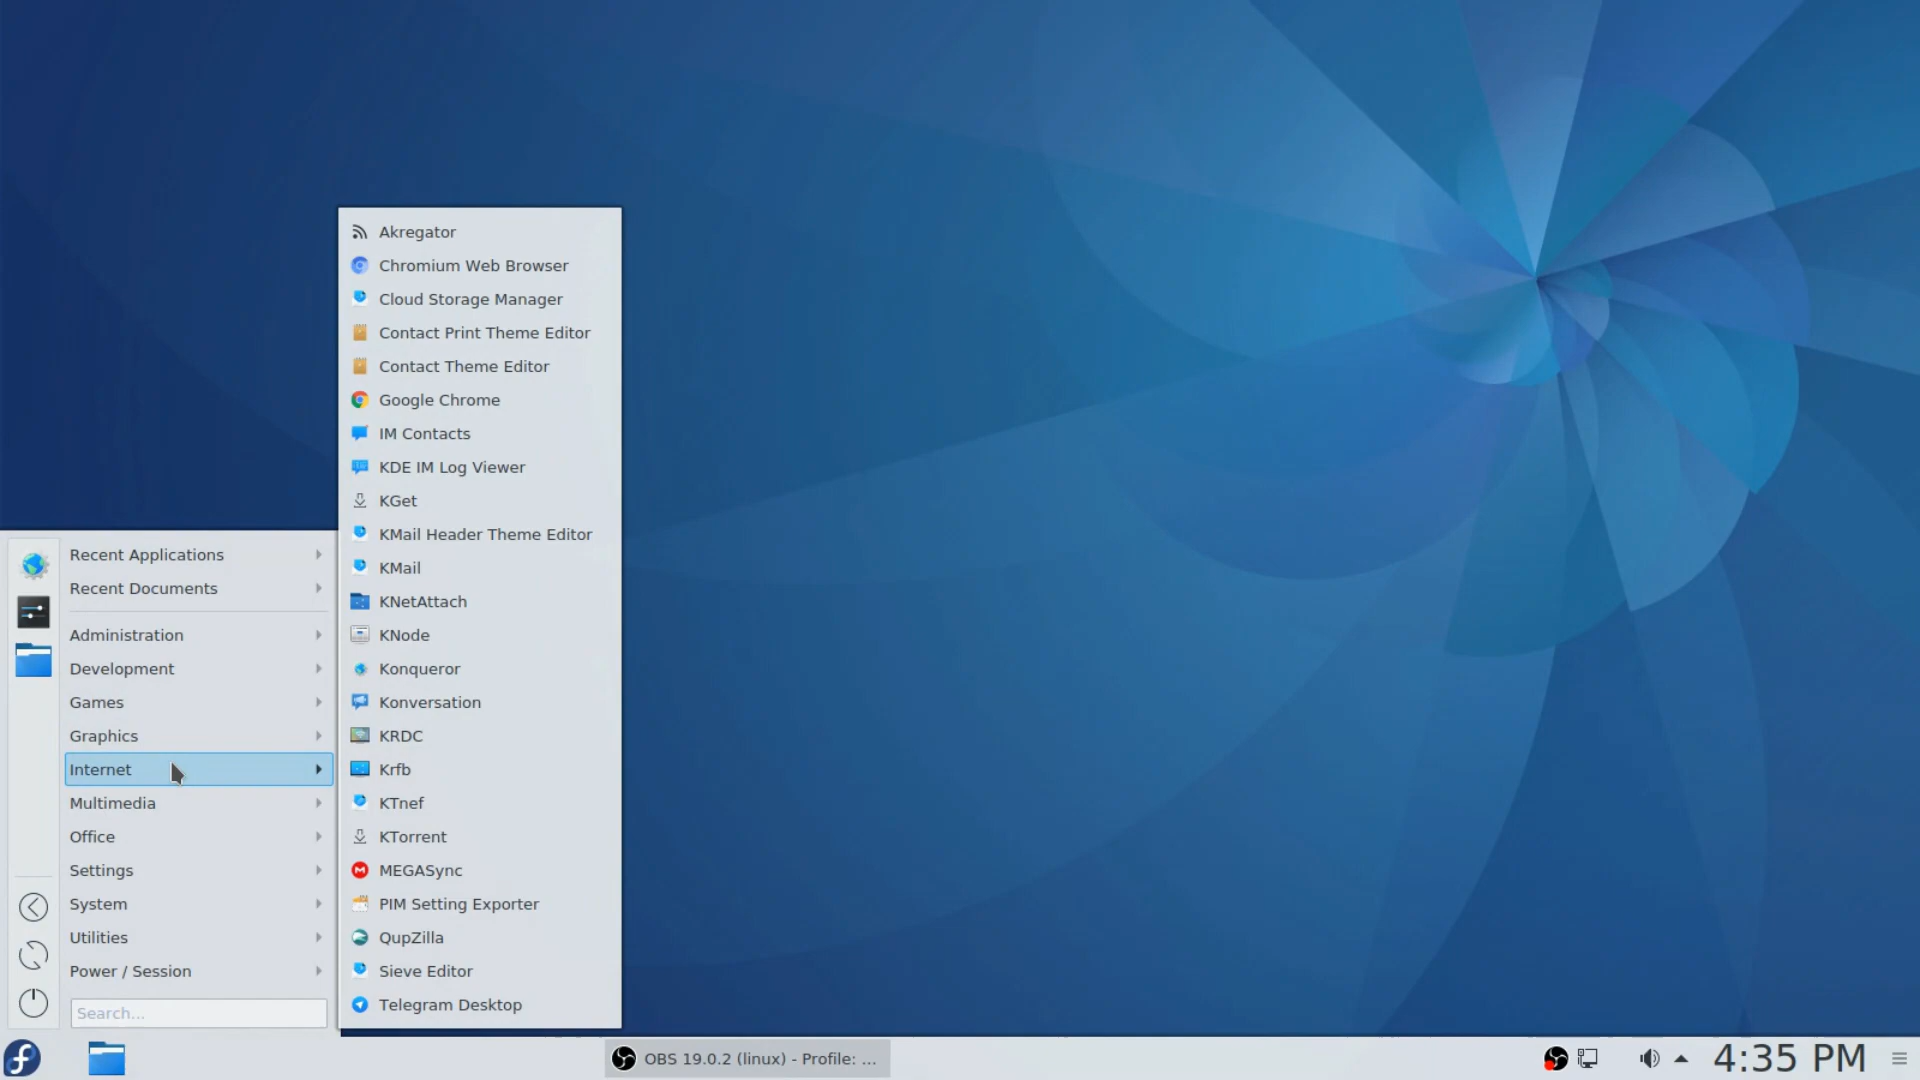 Akregator
Chromium Web Browser
Cloud Storage Manager
Contact Print Theme Editor
Contact Theme Editor
Google Chrome
IM Contacts
KDE IM Log Viewer
KGet
KMail Header Theme Editor
KMail
KNetAttach
KNode
Konqueror
Konversation
KRDC
Krfb
KTnef
KTorrent
MEGASync
PIM Setting Exporter
QupZilla
Sieve Editor
Telegram Desktop
Recent Applications
Recent Documents
Administration
Development
Games
Graphics
Internet
Multimedia
Office
Settings
System
Utilities
Power / Session
Search...
OBS 19.0.2 (linux) - Profile: ...
4:35 PM